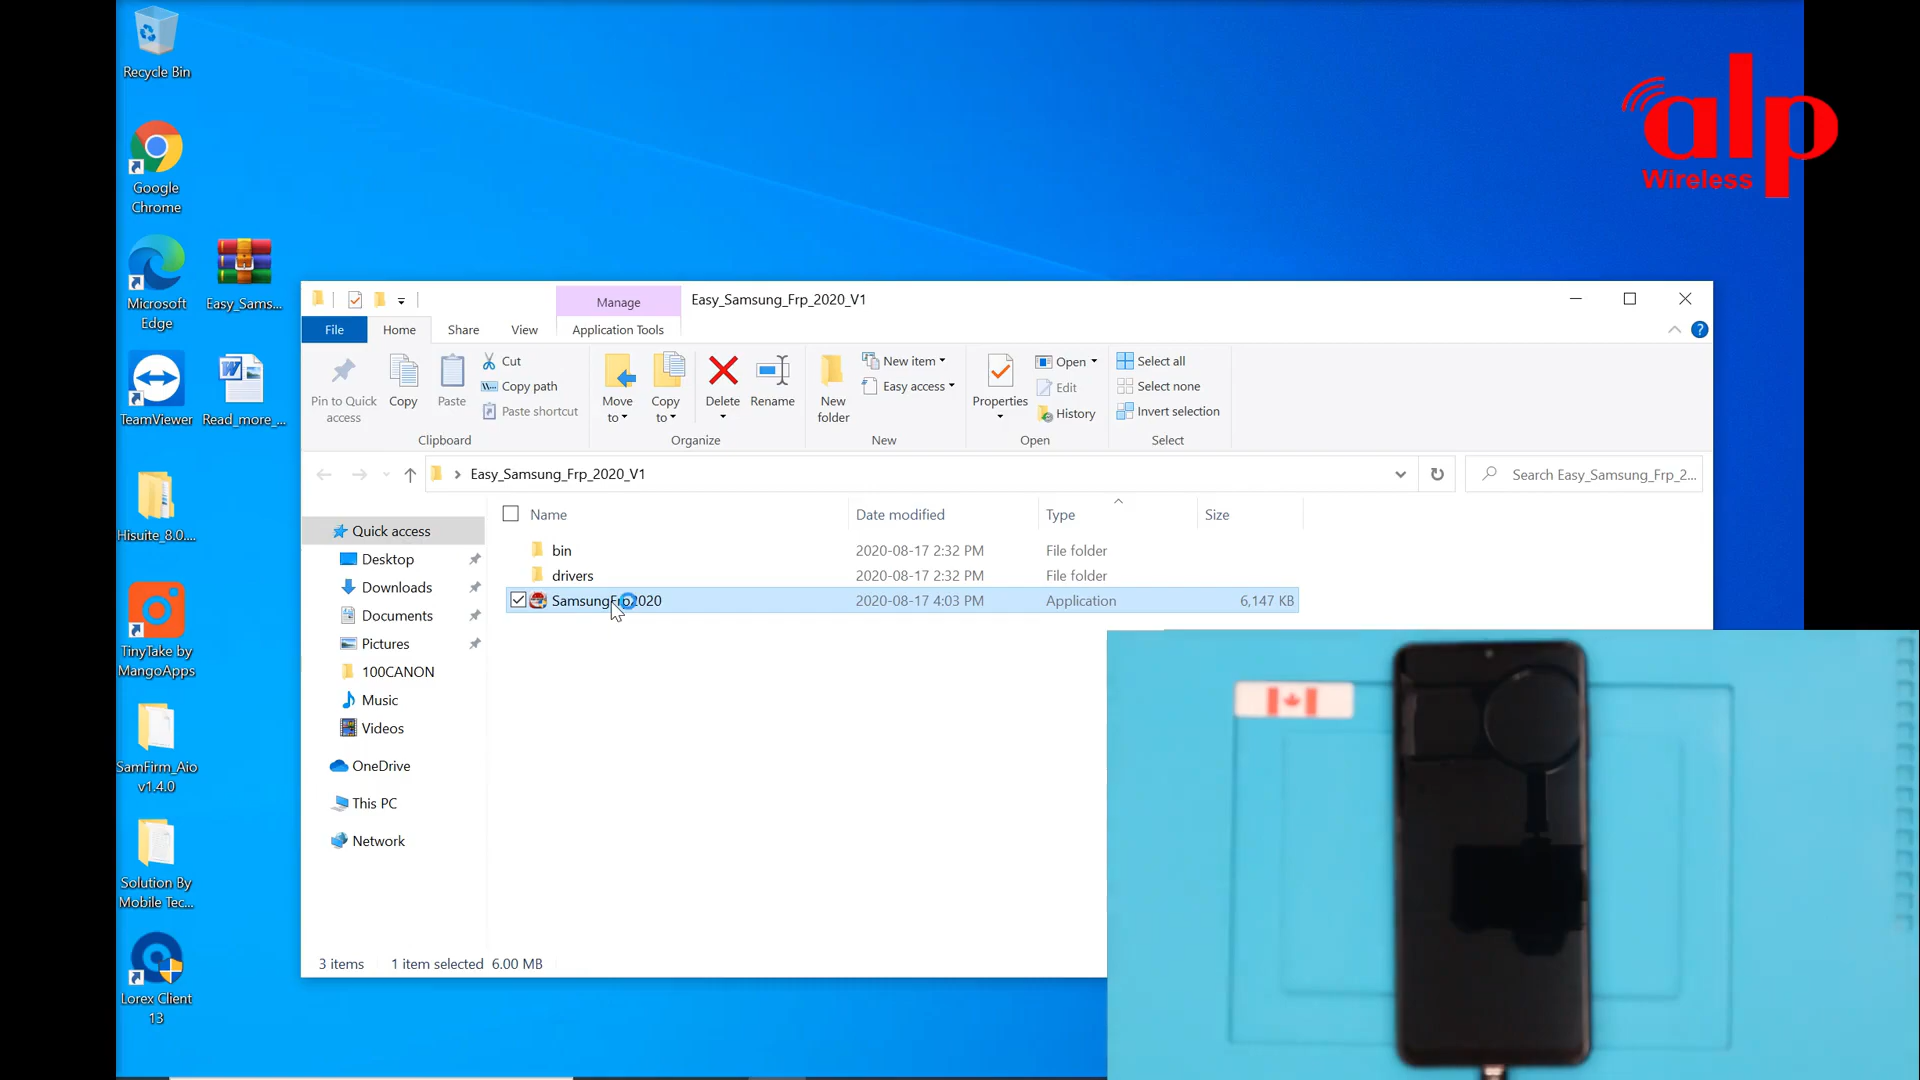 Recycle Bin
Google
Chrome
Microsoft
Edge
Easy_Sams...
TeamViewer
Read_more_...
Hisuite_8.0....
TinyTake by
MangoApps
SamFirm_Aio
v1.4.0
Solution By
Mobile Tec...
Lorex Client
13
alp
Wireless
Manage
Easy_Samsung_Frp_2020_V1
File
Home
Share
View
Application Tools
Pin to Quick
access
Copy
Paste
Cut
Copy path
Paste shortcut
Clipboard
Move
to
Copy
to
Delete
Rename
Organize
New
folder
New item
Easy access
New
Properties
Open
Edit
History
Open
Select all
Select none
Invert selection
Select
Easy_Samsung_Frp_2020_V1
Search Easy_Samsung_Frp_2...
Quick access
Desktop
Downloads
Documents
Pictures
100CANON
Music
Videos
OneDrive
This PC
Network
Name Date modified Type Size
bin 2020-08-17 2:32 PM File folder
drivers 2020-08-17 2:32 PM File folder
SamsungFrp2020 2020-08-17 4:03 PM Application 6,147 KB
3 items 1 item selected 6.00 MB